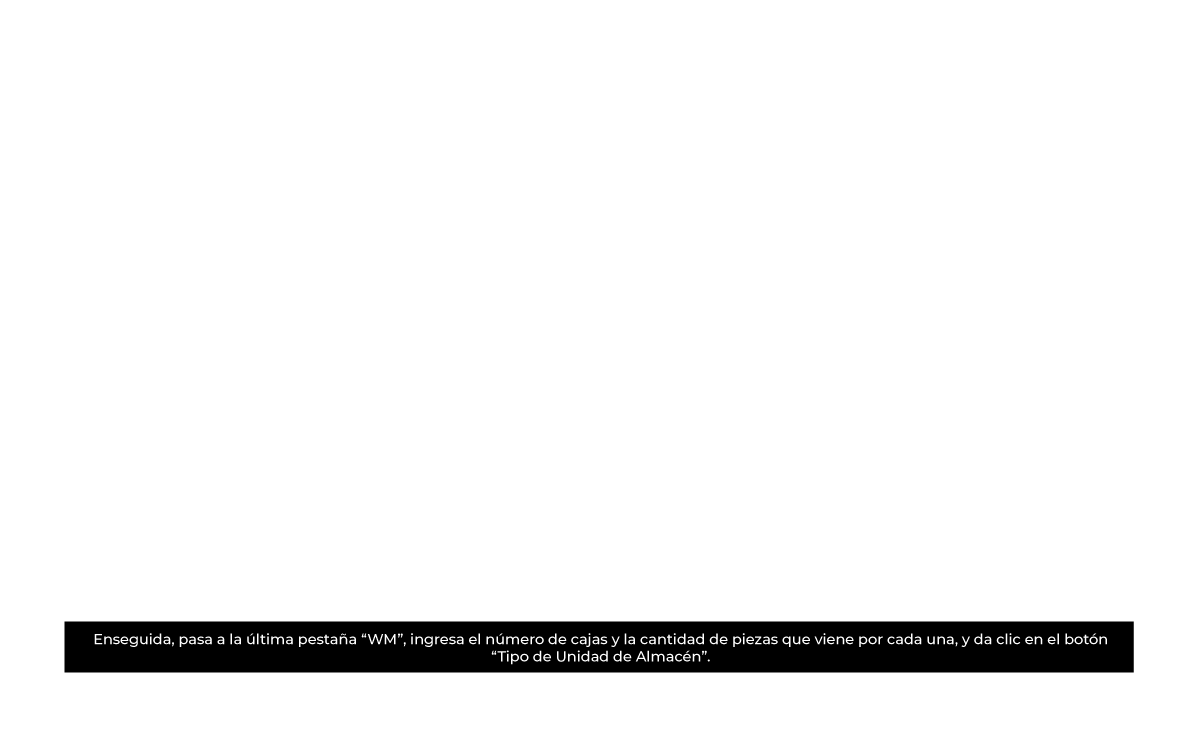 Enseguida, pasa a la última pestaña “WM”, ingresa el número de cajas y la cantidad de piezas que viene por cada una, y da clic en el botón
“Tipo de Unidad de Almacén”.